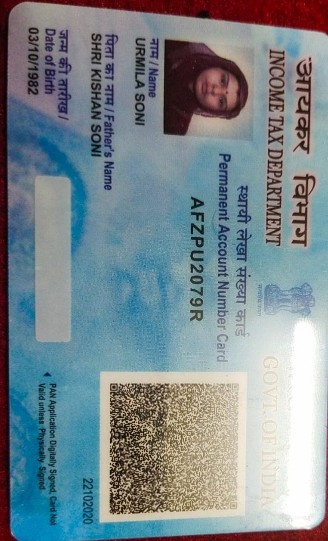 आयकर विभाग
INCOME TAX DEPARTMENT
GOVT. OF INDIA
स्थायी लेखा संख्या कार्ड
Permanent Account Number Card
AFZPU2079R
नाम / Name
URMILA SONI
पिता का नाम / Father's Name
SHRI KISHAN SONI
जन्म की तारीख /
Date of Birth
03/10/1982
22102020
PAN Application Digitally Signed, Card Not
Valid unless Physically Signed